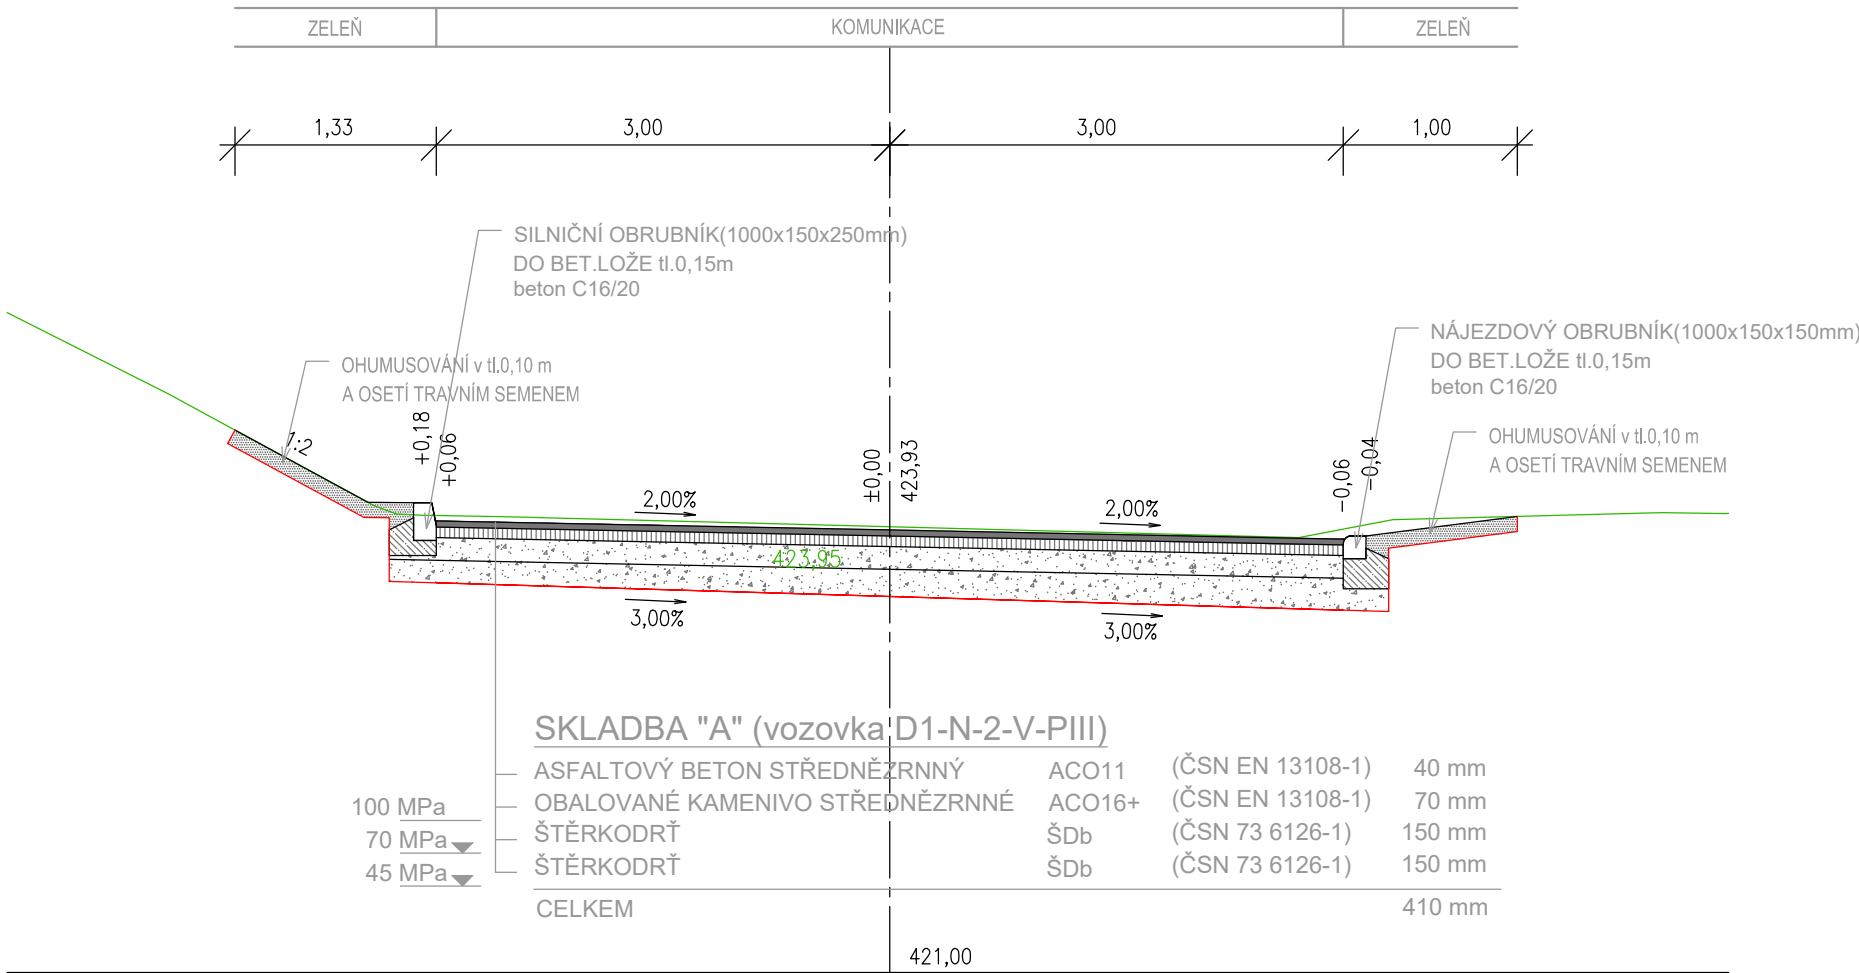 ZELEŇ
KOMUNIKACE
ZELEŇ
1,33
3,00
3,00
1,00
SILNIČNÍ OBRUBNÍK(1000x150x250mm)
DO BET.LOŽE tl.0,15m
beton C16/20
NÁJEZDOVÝ OBRUBNÍK(1000x150x150mm)
DO BET.LOŽE tl.0,15m
beton C16/20
OHUMUSOVÁNÍ v tl.0,10 m
A OSETÍ TRAVNÍM SEMENEM
OHUMUSOVÁNÍ v tl.0,10 m
A OSETÍ TRAVNÍM SEMENEM
1:2
+0,18
+0,06
±0,00
423,93
-0,06
-0,04
2,00%
2,00%
423,95
3,00%
3,00%
SKLADBA "A" (vozovka D1-N-2-V-PIII)
ASFALTOVÝ BETON STŘEDNĚZRNNÝ ACO11 (ČSN EN 13108-1) 40 mm
100 MPa OBALOVANÉ KAMENIVO STŘEDNĚZRNNÉ ACO16+ (ČSN EN 13108-1) 70 mm
70 MPa ŠTĚRKODRŤ ŠDb (ČSN 73 6126-1) 150 mm
45 MPa ŠTĚRKODRŤ ŠDb (ČSN 73 6126-1) 150 mm
CELKEM 410 mm
421,00